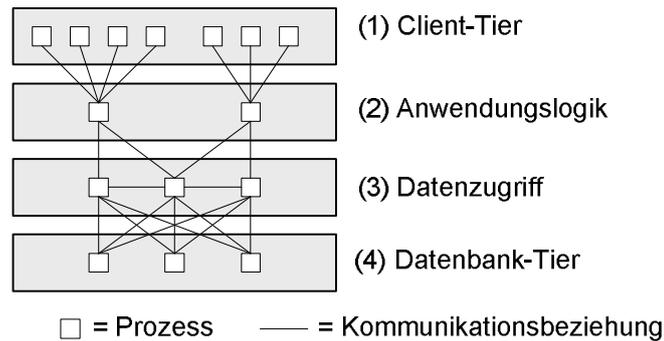 (1) Client-Tier
(2) Anwendungslogik
(3) Datenzugriff
(4) Datenbank-Tier
= Prozess = Kommunikationsbeziehung